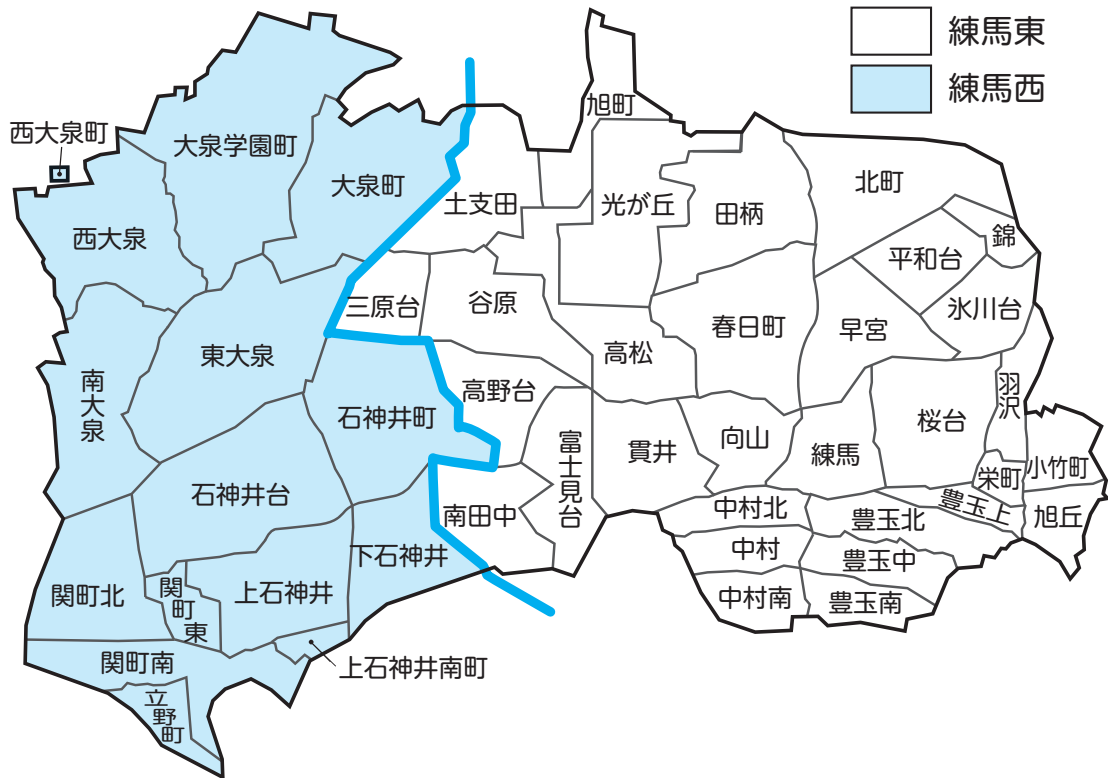 練馬東
練馬西
旭町
西大泉町
大泉学園町
大泉町
土支田
光が丘
田柄
北町
西大泉
平和台
錦
三原台
谷原
氷川台
春日町
早宮
東大泉
高松
南大泉
高野台
石神井町
羽沢
桜台
富士見台
貫井
向山
練馬
小竹町
栄町
石神井台
南田中
中村北
豊玉北
豊玉上
旭丘
下石神井
中村
豊玉中
関町北
関町東
上石神井
中村南
豊玉南
関町南
上石神井南町
立野町